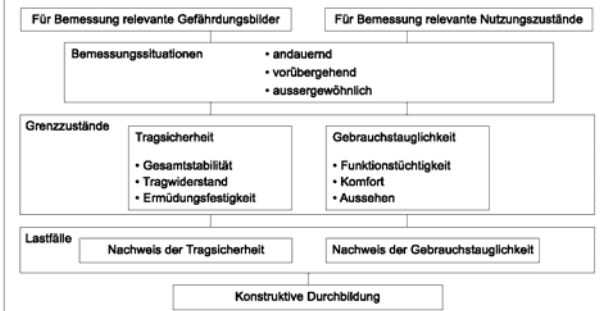 Für Bemessung relevante Gefährdungsbilder
Für Bemessung relevante Nutzungszustände
Bemessungssituationen
• andauernd
• vorübergehend
• aussergewöhnlich
Grenzzustände
Tragsicherheit
• Gesamtstabilität
• Tragwiderstand
• Ermüdungsfestigkeit
Gebrauchstauglichkeit
• Funktionstüchtigkeit
• Komfort
• Aussehen
Lastfälle
Nachweis der Tragsicherheit
Nachweis der Gebrauchstauglichkeit
Konstruktive Durchbildung